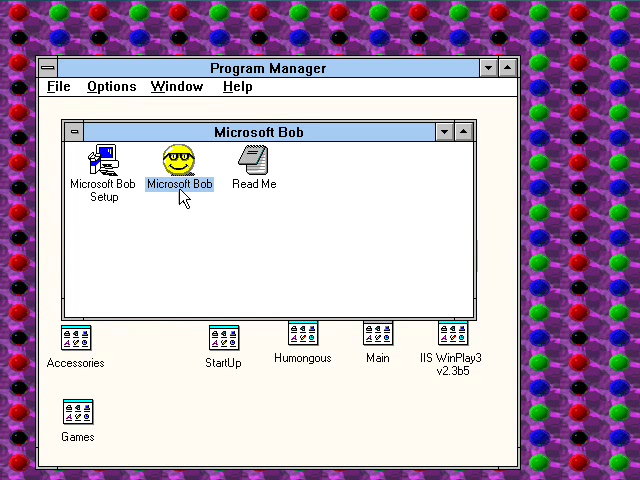 Program Manager
File Options Window Help
Microsoft Bob
Microsoft Bob
Setup
Microsoft Bob
Read Me
Accessories
StartUp
Humongous
Main
IIS WinPlay3
v2.3b5
Games